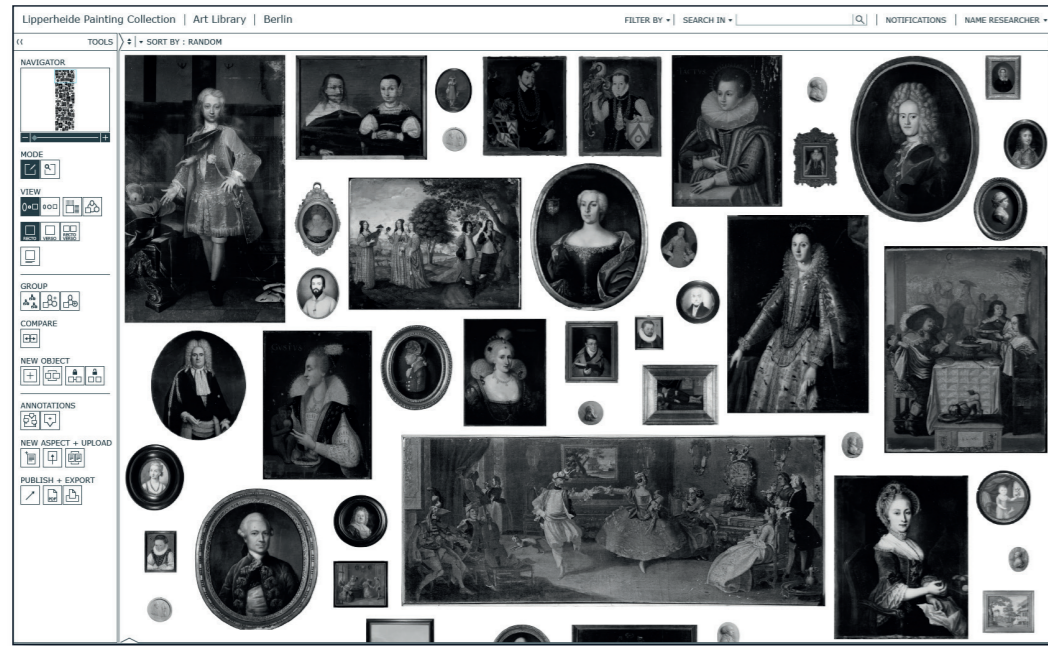 Lipperheide Painting Collection | Art Library | Berlin
FILTER BY
SEARCH IN
NOTIFICATIONS
NAME RESEARCHER
TOOLS
SORT BY : RANDOM
NAVIGATOR
MODE
VIEW
RECTO
VERSO
RECTO
VERSO
GROUP
COMPARE
NEW OBJECT
ANNOTATIONS
NEW ASPECT + UPLOAD
PUBLISH + EXPORT
PDF